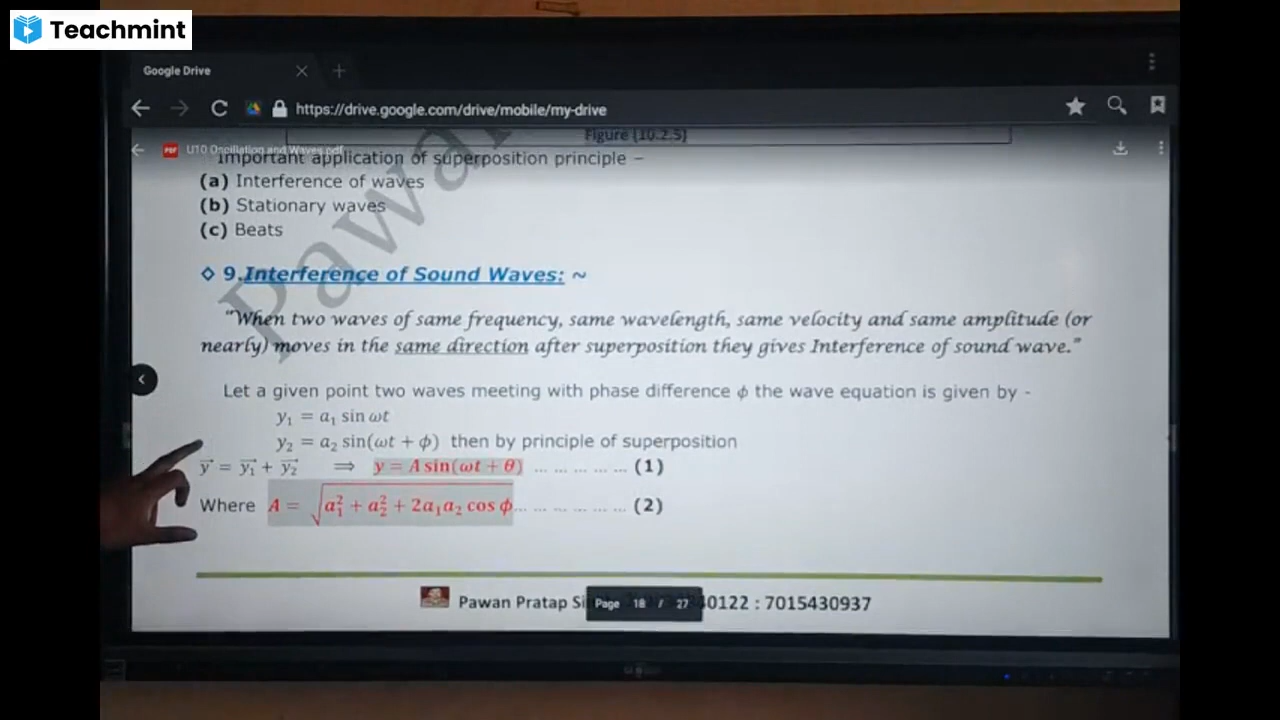 Teachmint
Google Drive
https://drive.google.com/drive/mobile/my-drive
Figure (10.2.5)
U10 Oncillation and Waves.pdf
Important application of superposition principle –
(a) Interference of waves
(b) Stationary waves
(c) Beats
◇ 9.Interference of Sound Waves: ~
"When two waves of same frequency, same wavelength, same velocity and same amplitude (or
nearly) moves in the same direction after superposition they gives Interference of sound wave."
Let a given point two waves meeting with phase difference ϕ the wave equation is given by -
y₁ = a₁ sin ωt
y₂ = a₂ sin(ωt + ϕ) then by principle of superposition
y⃗ = y₁⃗ + y₂⃗ ⟹ y = A sin(ωt + θ) … … … … … (1)
Where A = √(a₁² + a₂² + 2a₁a₂ cos ϕ) … … … … … (2)
Pawan Pratap 40122 : 7015430937
Page 18 / 27
Pawan